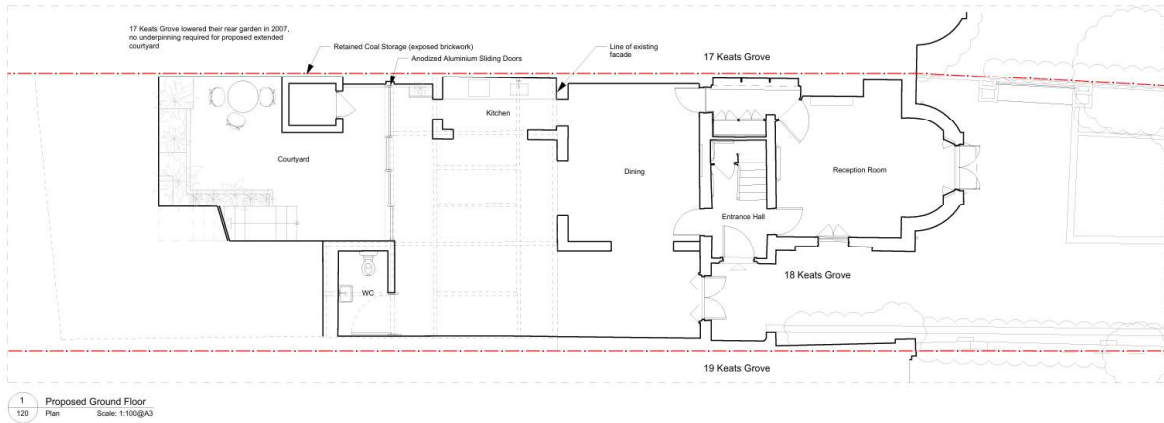 17 Keats Grove lowered their rear garden in 2007,
no underpinning required for proposed extended
courtyard
Retained Coal Storage (exposed brickwork)
Anodized Aluminium Sliding Doors
Line of existing
facade
17 Keats Grove
Kitchen
Courtyard
Dining
Reception Room
Entrance Hall
18 Keats Grove
WC
19 Keats Grove
1
120
Proposed Ground Floor
Plan Scale: 1:100@A3